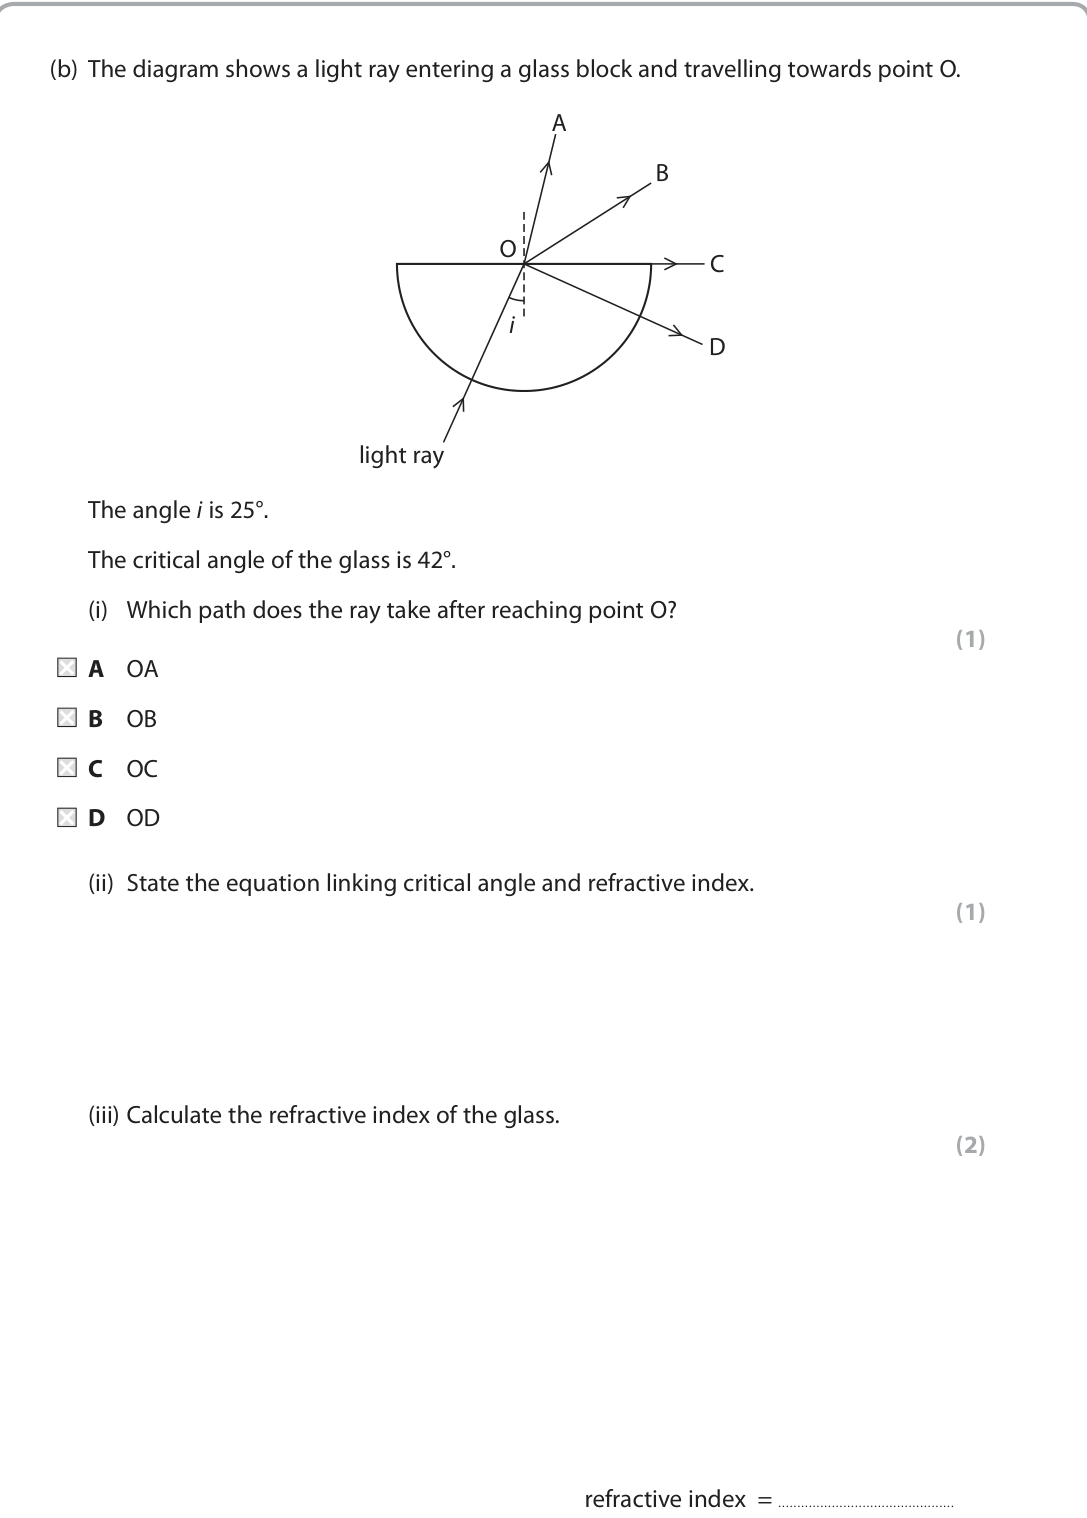 (b) The diagram shows a light ray entering a glass block and travelling towards point O.
A
B
O
C
i
D
light ray
The angle i is 25°.
The critical angle of the glass is 42°.
(i) Which path does the ray take after reaching point O?
(1)
A OA
B OB
C OC
D OD
(ii) State the equation linking critical angle and refractive index.
(1)
(iii) Calculate the refractive index of the glass.
(2)
refractive index = ..............................................